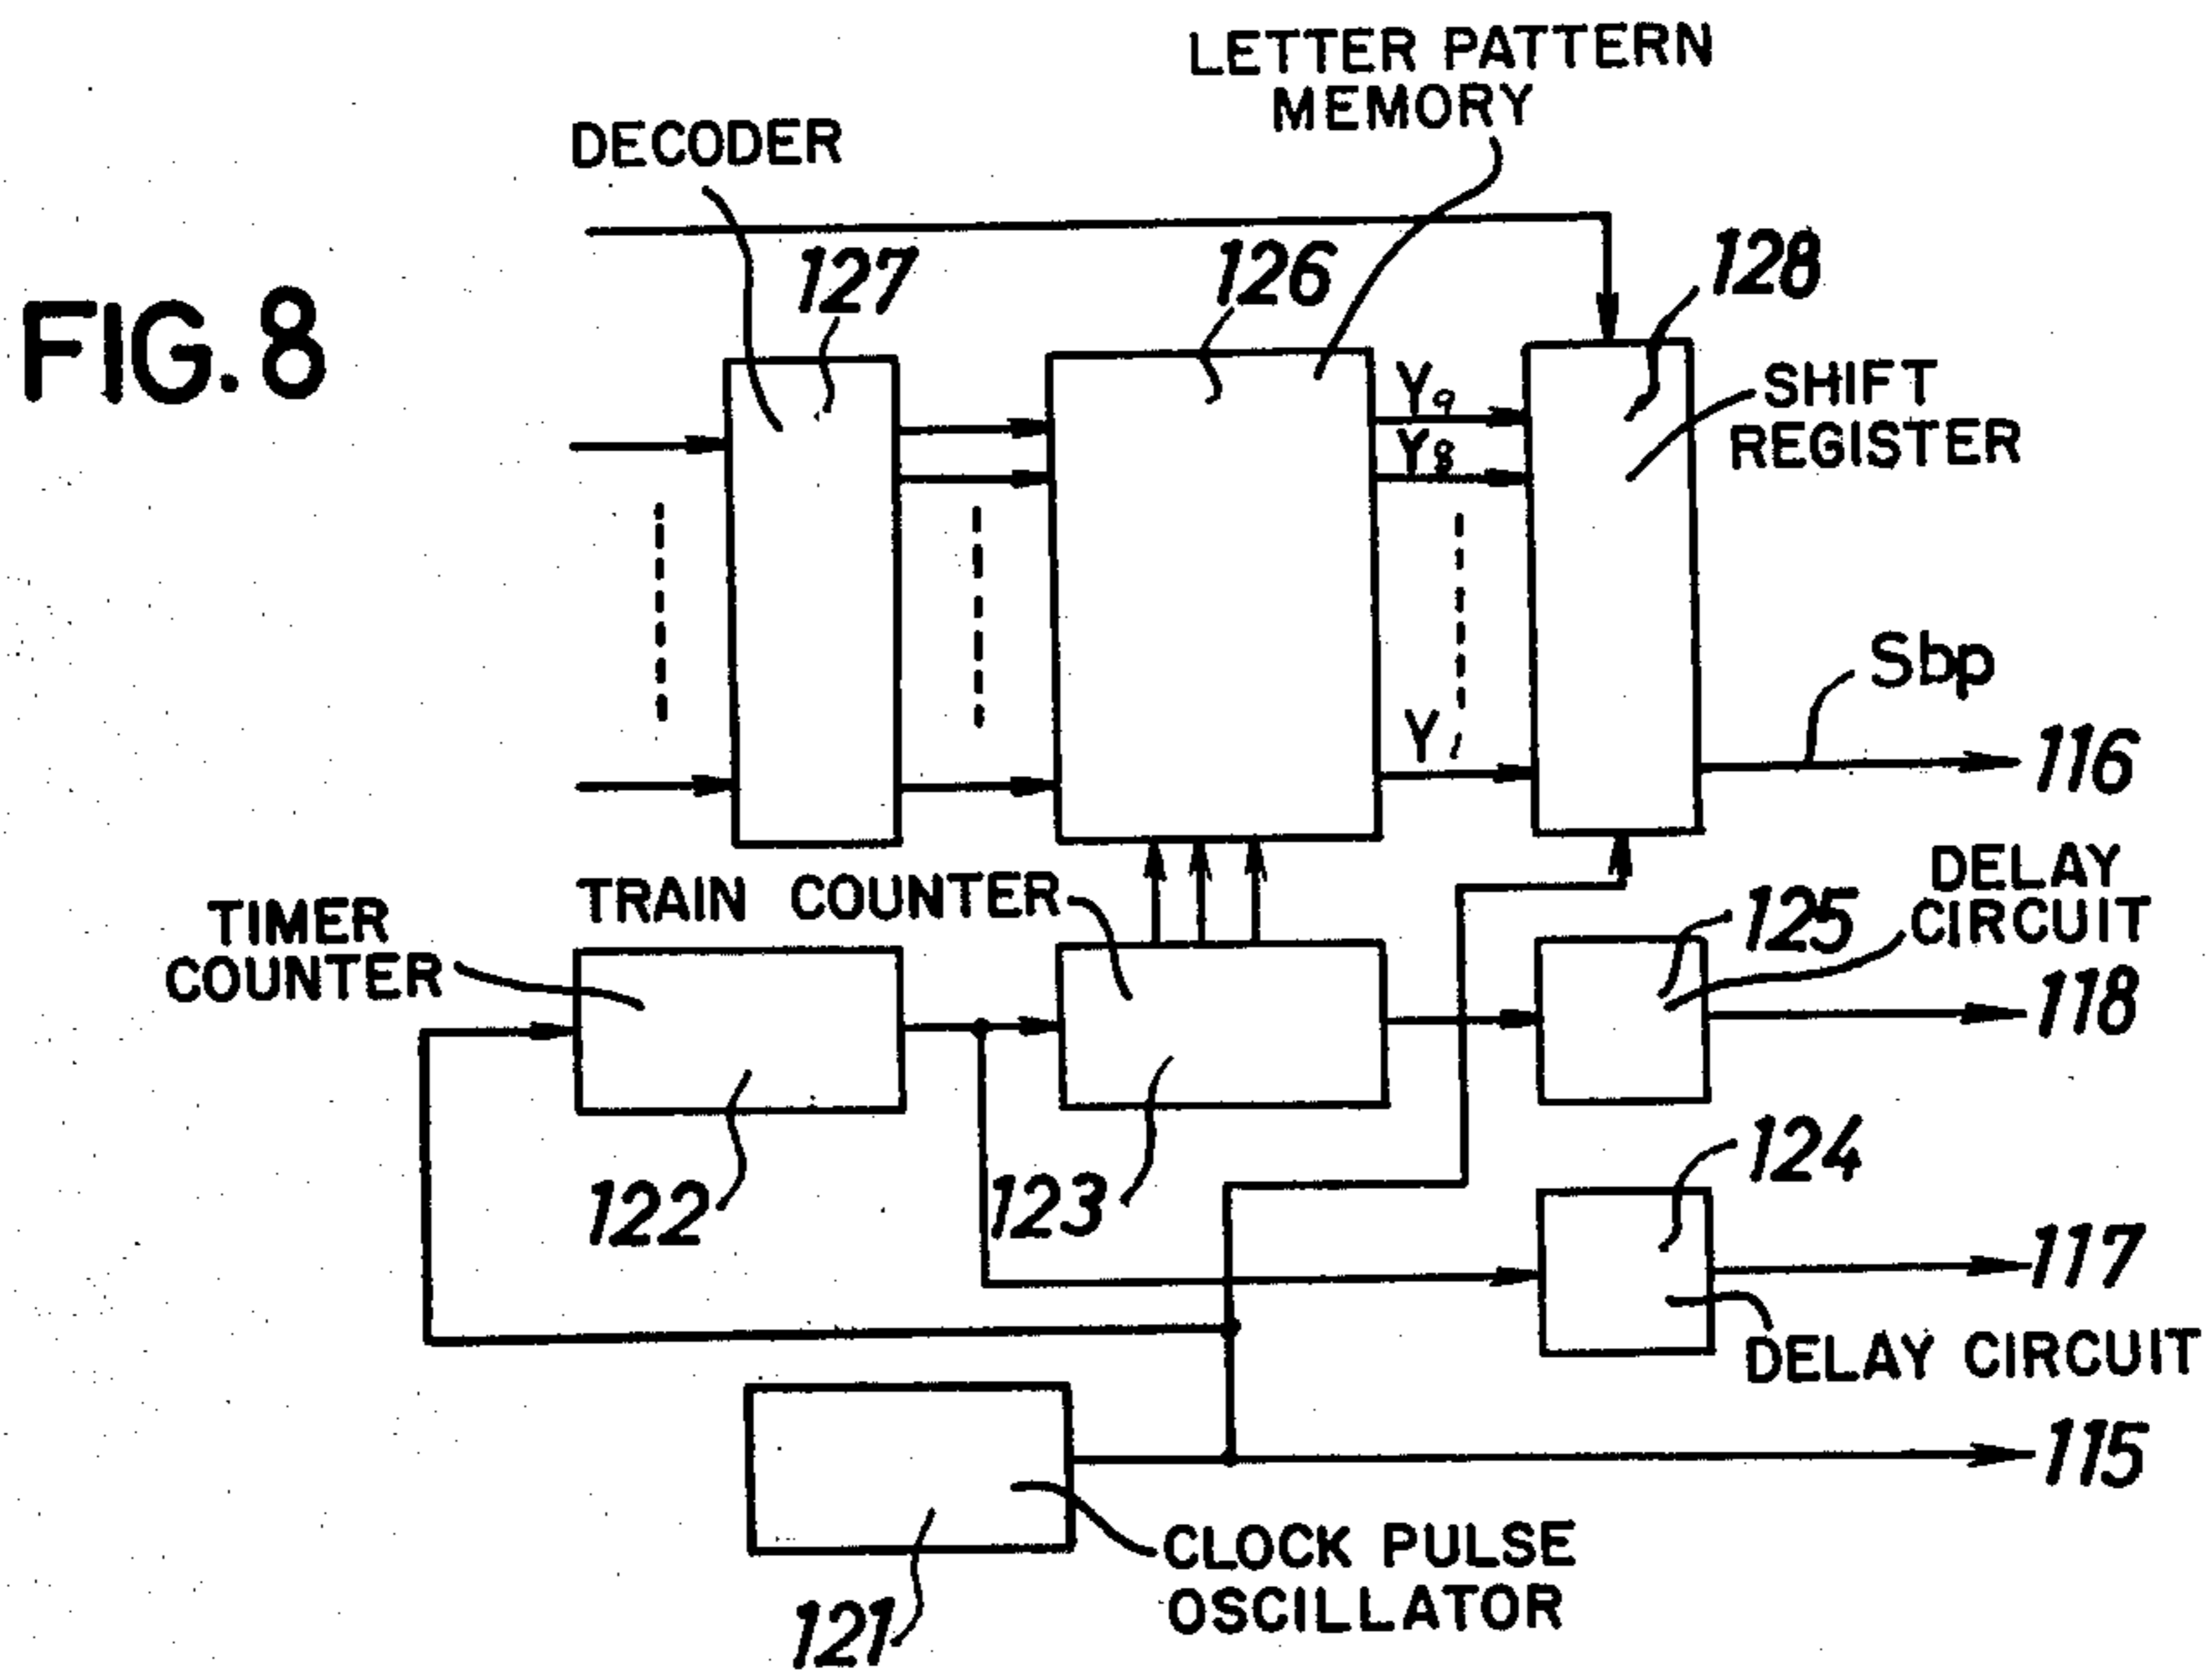 LETTER PATTERN
MEMORY
DECODER
127
126
128
FIG. 8
Y9
SHIFT
REGISTER
Y8
Sbp
Y1
116
DELAY
CIRCUIT
TRAIN COUNTER
125
TIMER
COUNTER
118
124
122
123
117
DELAY CIRCUIT
115
CLOCK PULSE
OSCILLATOR
121